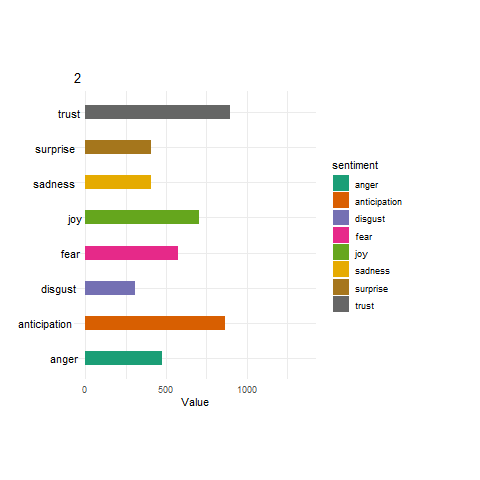 2
trust
surprise
sadness
joy
fear
disgust
anticipation
anger
0 500 1000
Value
sentiment
anger
anticipation
disgust
fear
joy
sadness
surprise
trust